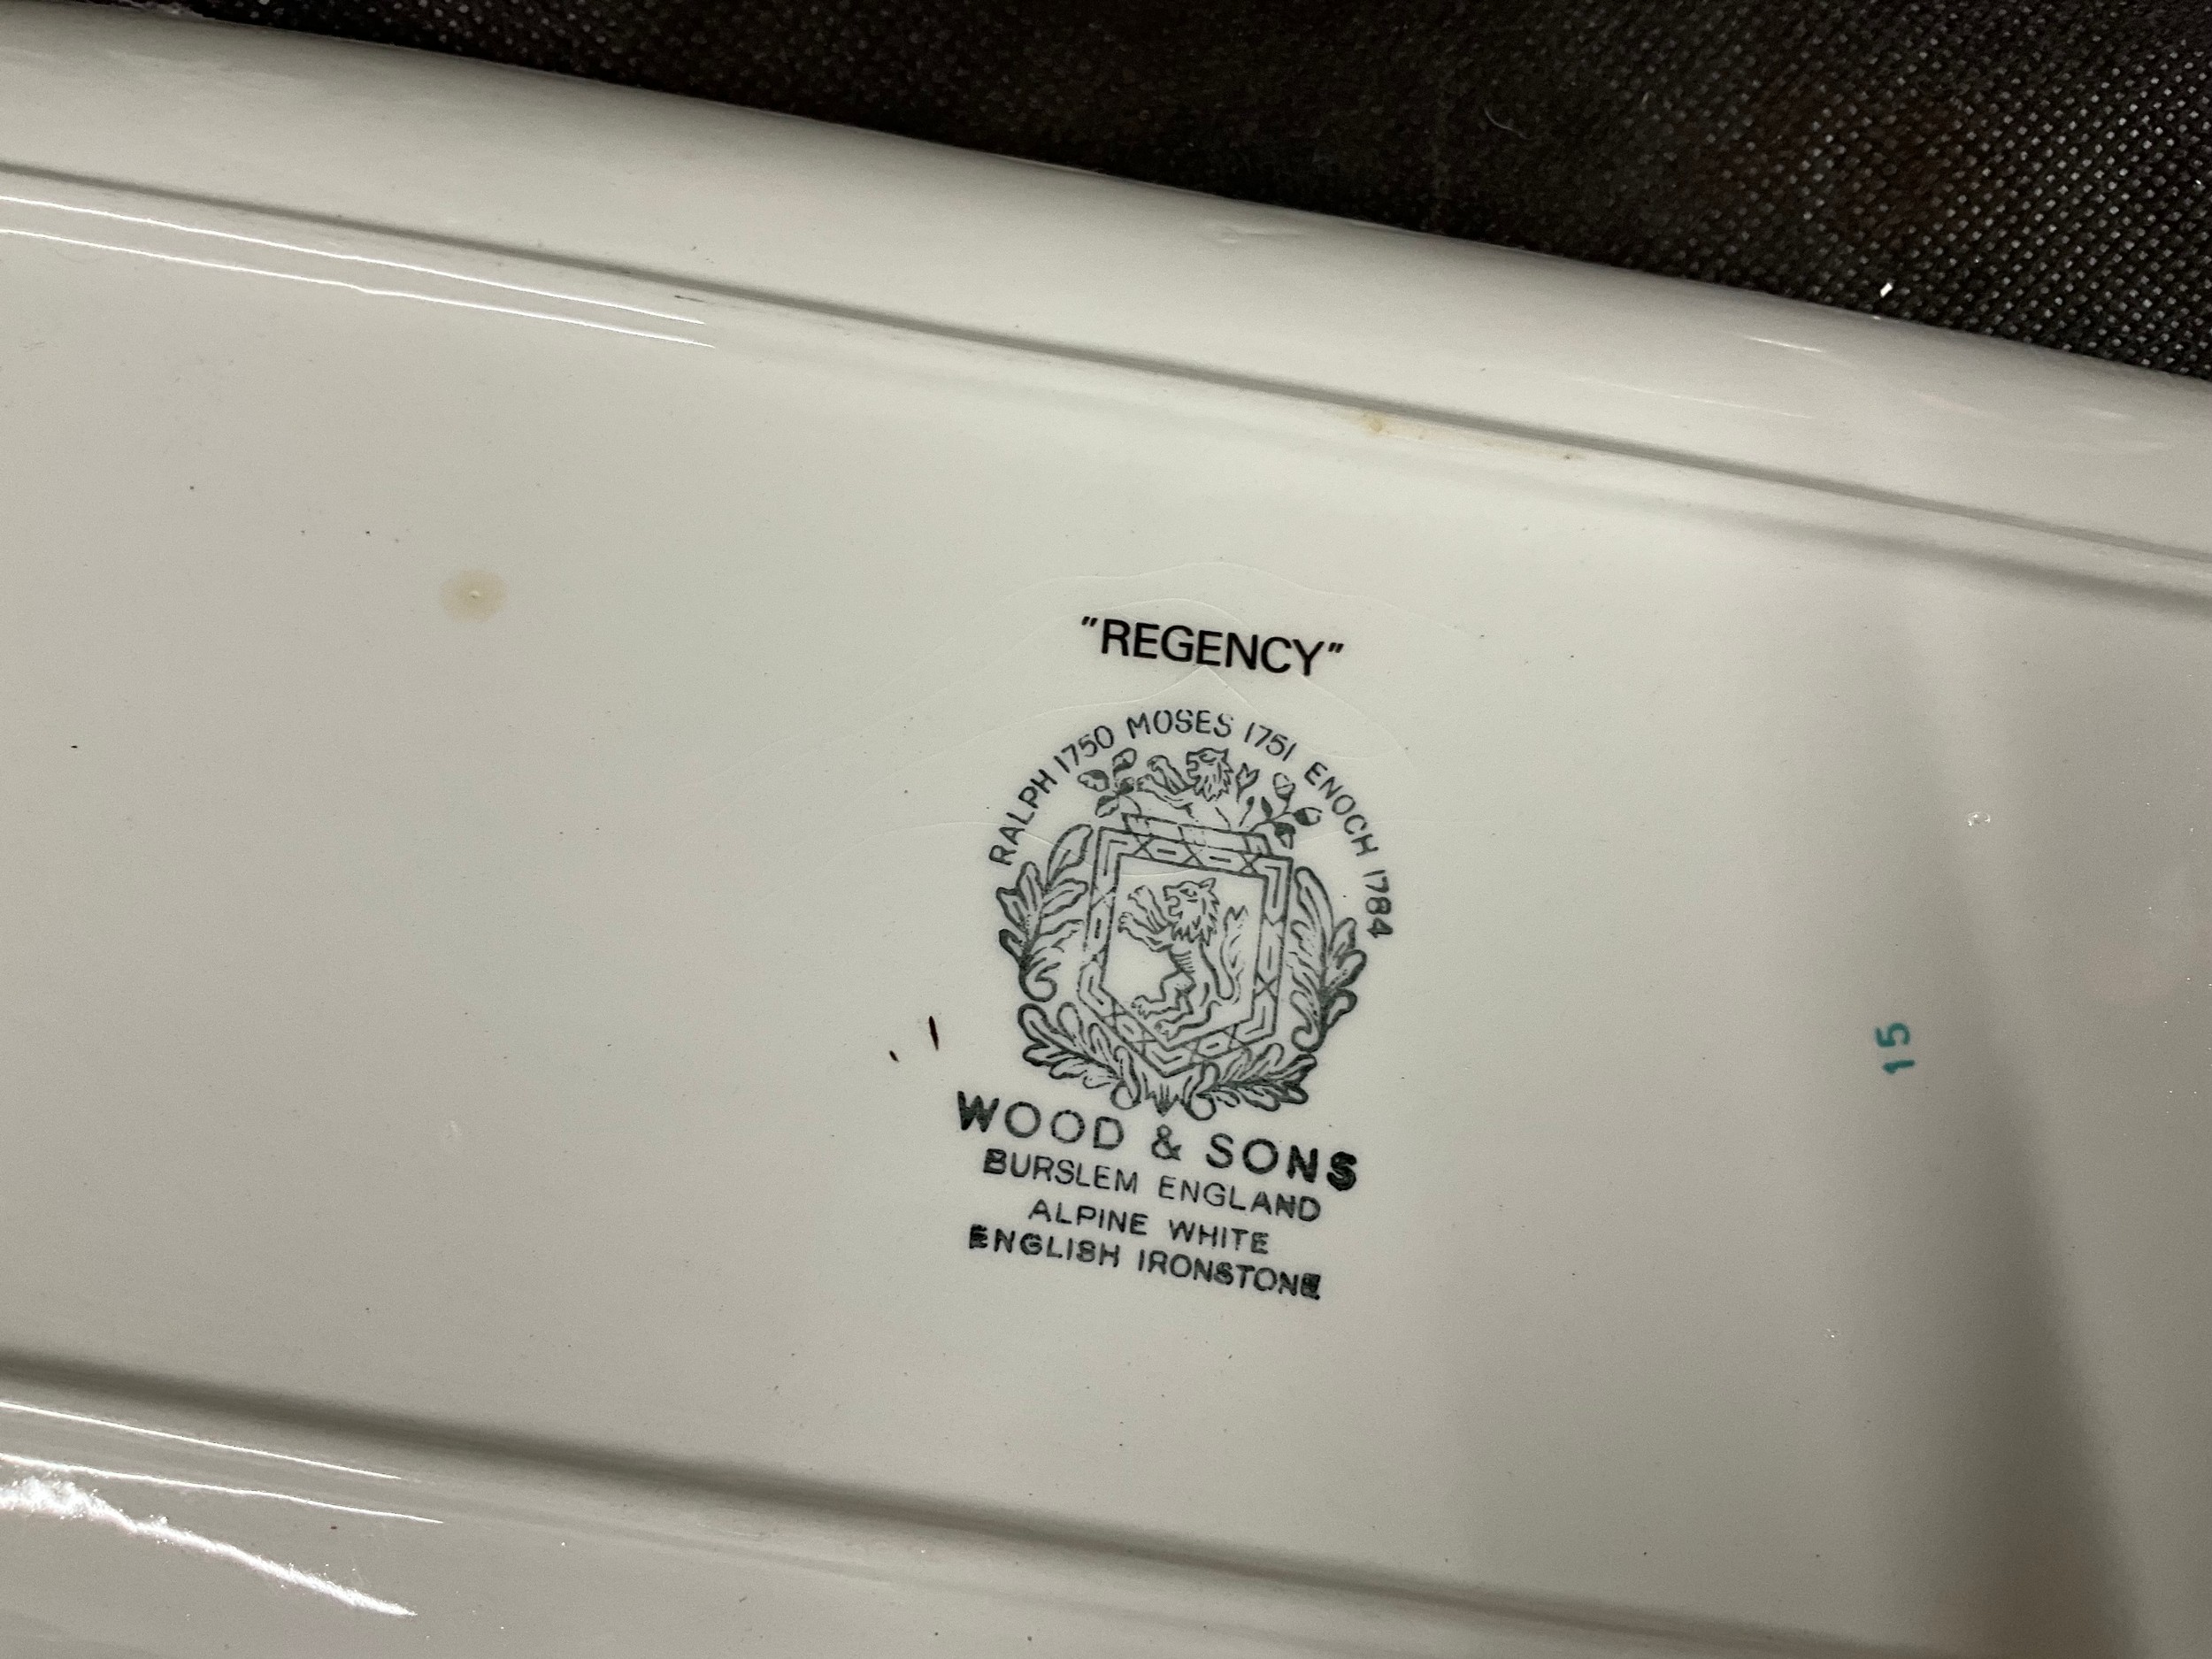 "REGENCY"
RALPH 1750 MOSES 1751 ENOCH 1784
WOOD & SONS
BURSLEM ENGLAND
ALPINE WHITE
ENGLISH IRONSTONE
15